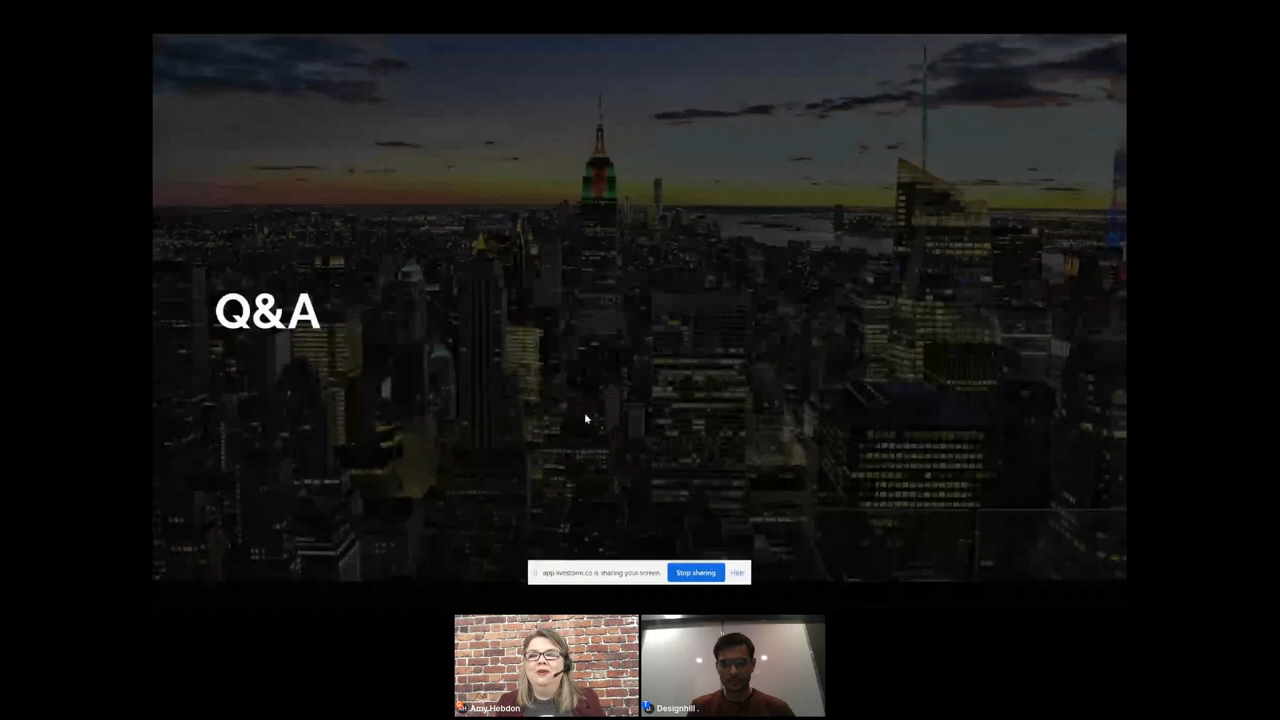 Q&A
app.livestorm.co is sharing your screen.
Stop sharing
Hide
Amy Hebdon
Designhill .